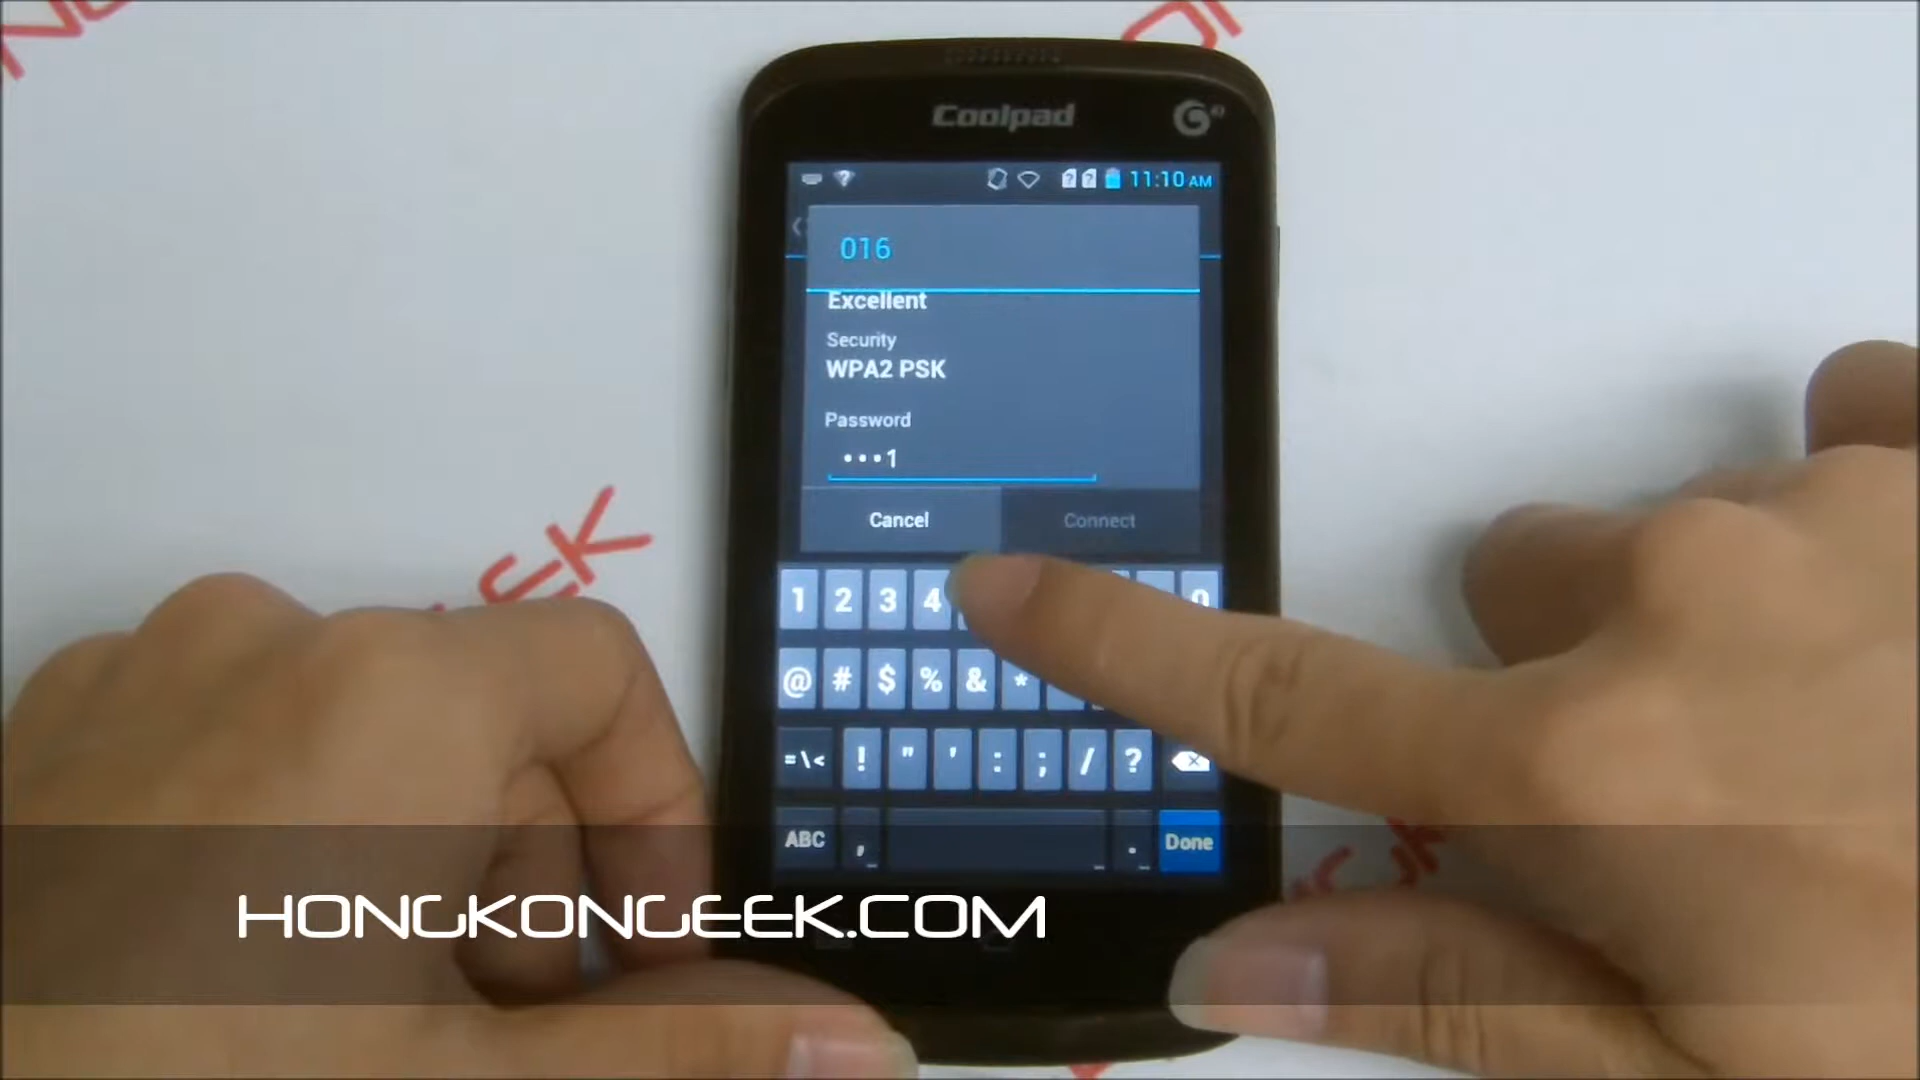 Coolpad
11:10 AM
016
Excellent
Security
WPA2 PSK
Password
•••1
Cancel
Connect
1 2 3 4 0
@ # $ % & *
=\< ! " ' : ; / ?
ABC , _ _ . _ Done
EEK
HONGKONGEEK.COM